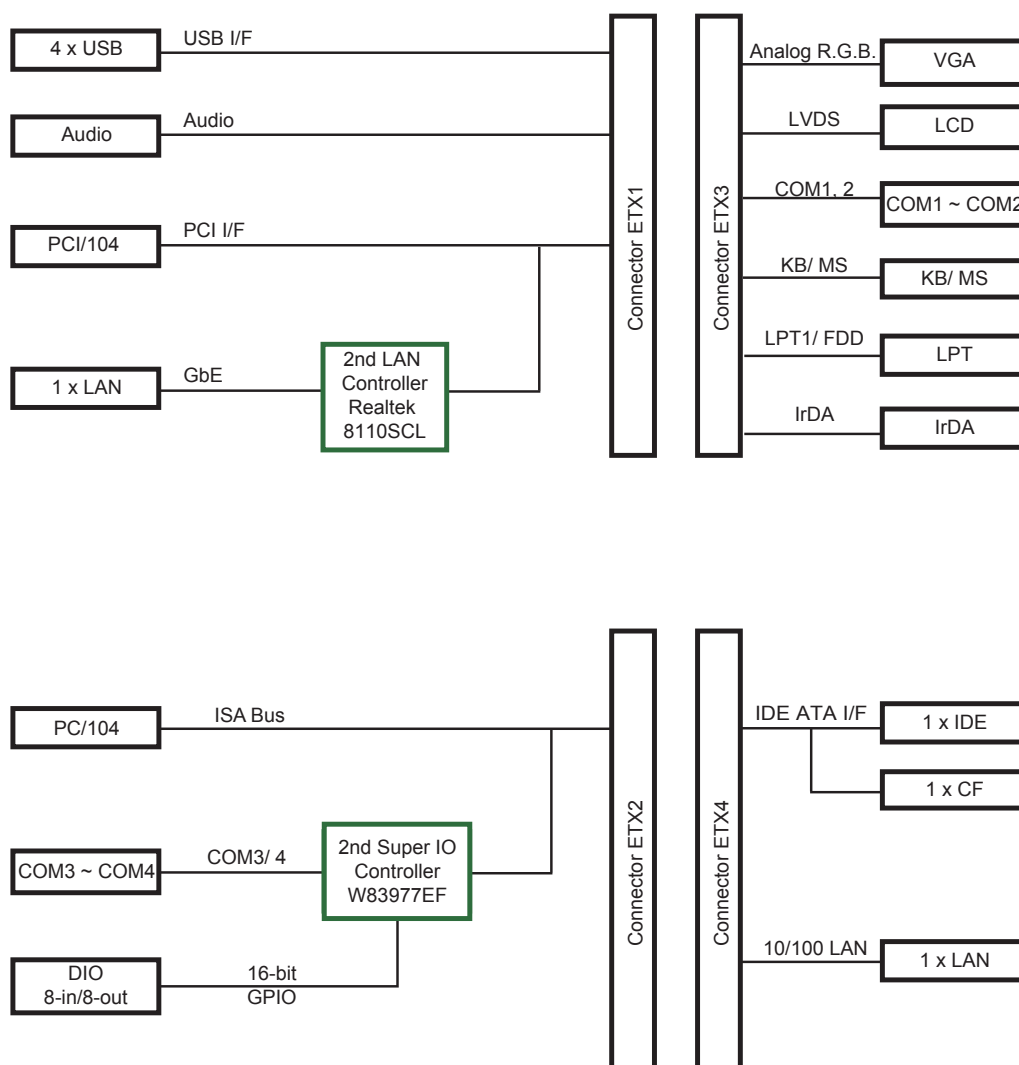 4 x USB
USB I/F
Audio
Audio
PCI/104
PCI I/F
1 x LAN
GbE
2nd LAN
Controller
Realtek
8110SCL
Connector ETX1
Connector ETX3
Analog R.G.B.
VGA
LVDS
LCD
COM1, 2
COM1 ~ COM2
KB/ MS
KB/ MS
LPT1/ FDD
LPT
IrDA
IrDA
PC/104
ISA Bus
COM3 ~ COM4
COM3/ 4
2nd Super IO
Controller
W83977EF
DIO
8-in/8-out
16-bit
GPIO
Connector ETX2
Connector ETX4
IDE ATA I/F
1 x IDE
1 x CF
10/100 LAN
1 x LAN